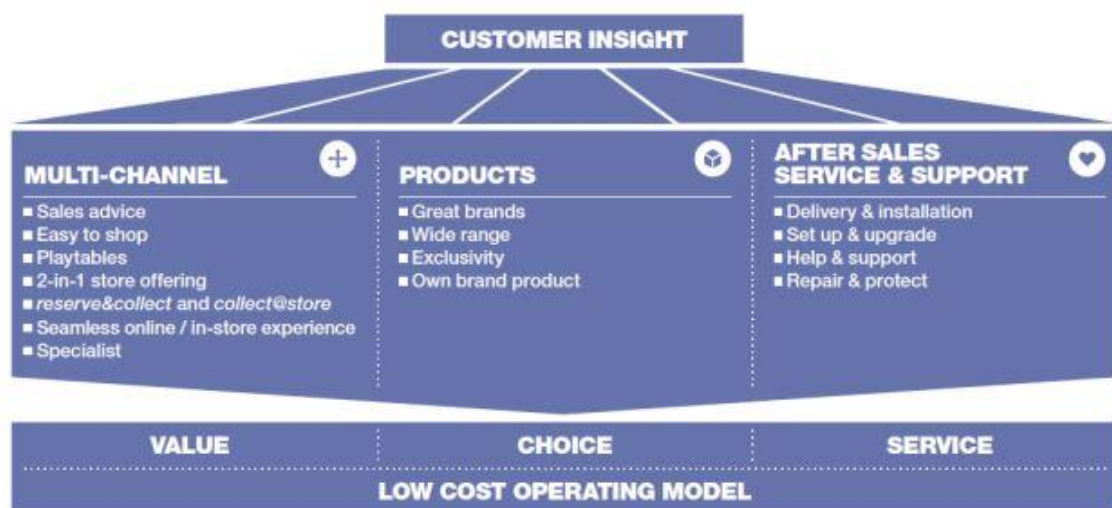 CUSTOMER INSIGHT
MULTI-CHANNEL
Sales advice
Easy to shop
Playtables
2-in-1 store offering
reserve&collect and collect@store
Seamless online / in-store experience
Specialist
PRODUCTS
Great brands
Wide range
Exclusivity
Own brand product
AFTER SALES
SERVICE & SUPPORT
Delivery & installation
Set up & upgrade
Help & support
Repair & protect
VALUE
CHOICE
SERVICE
LOW COST OPERATING MODEL